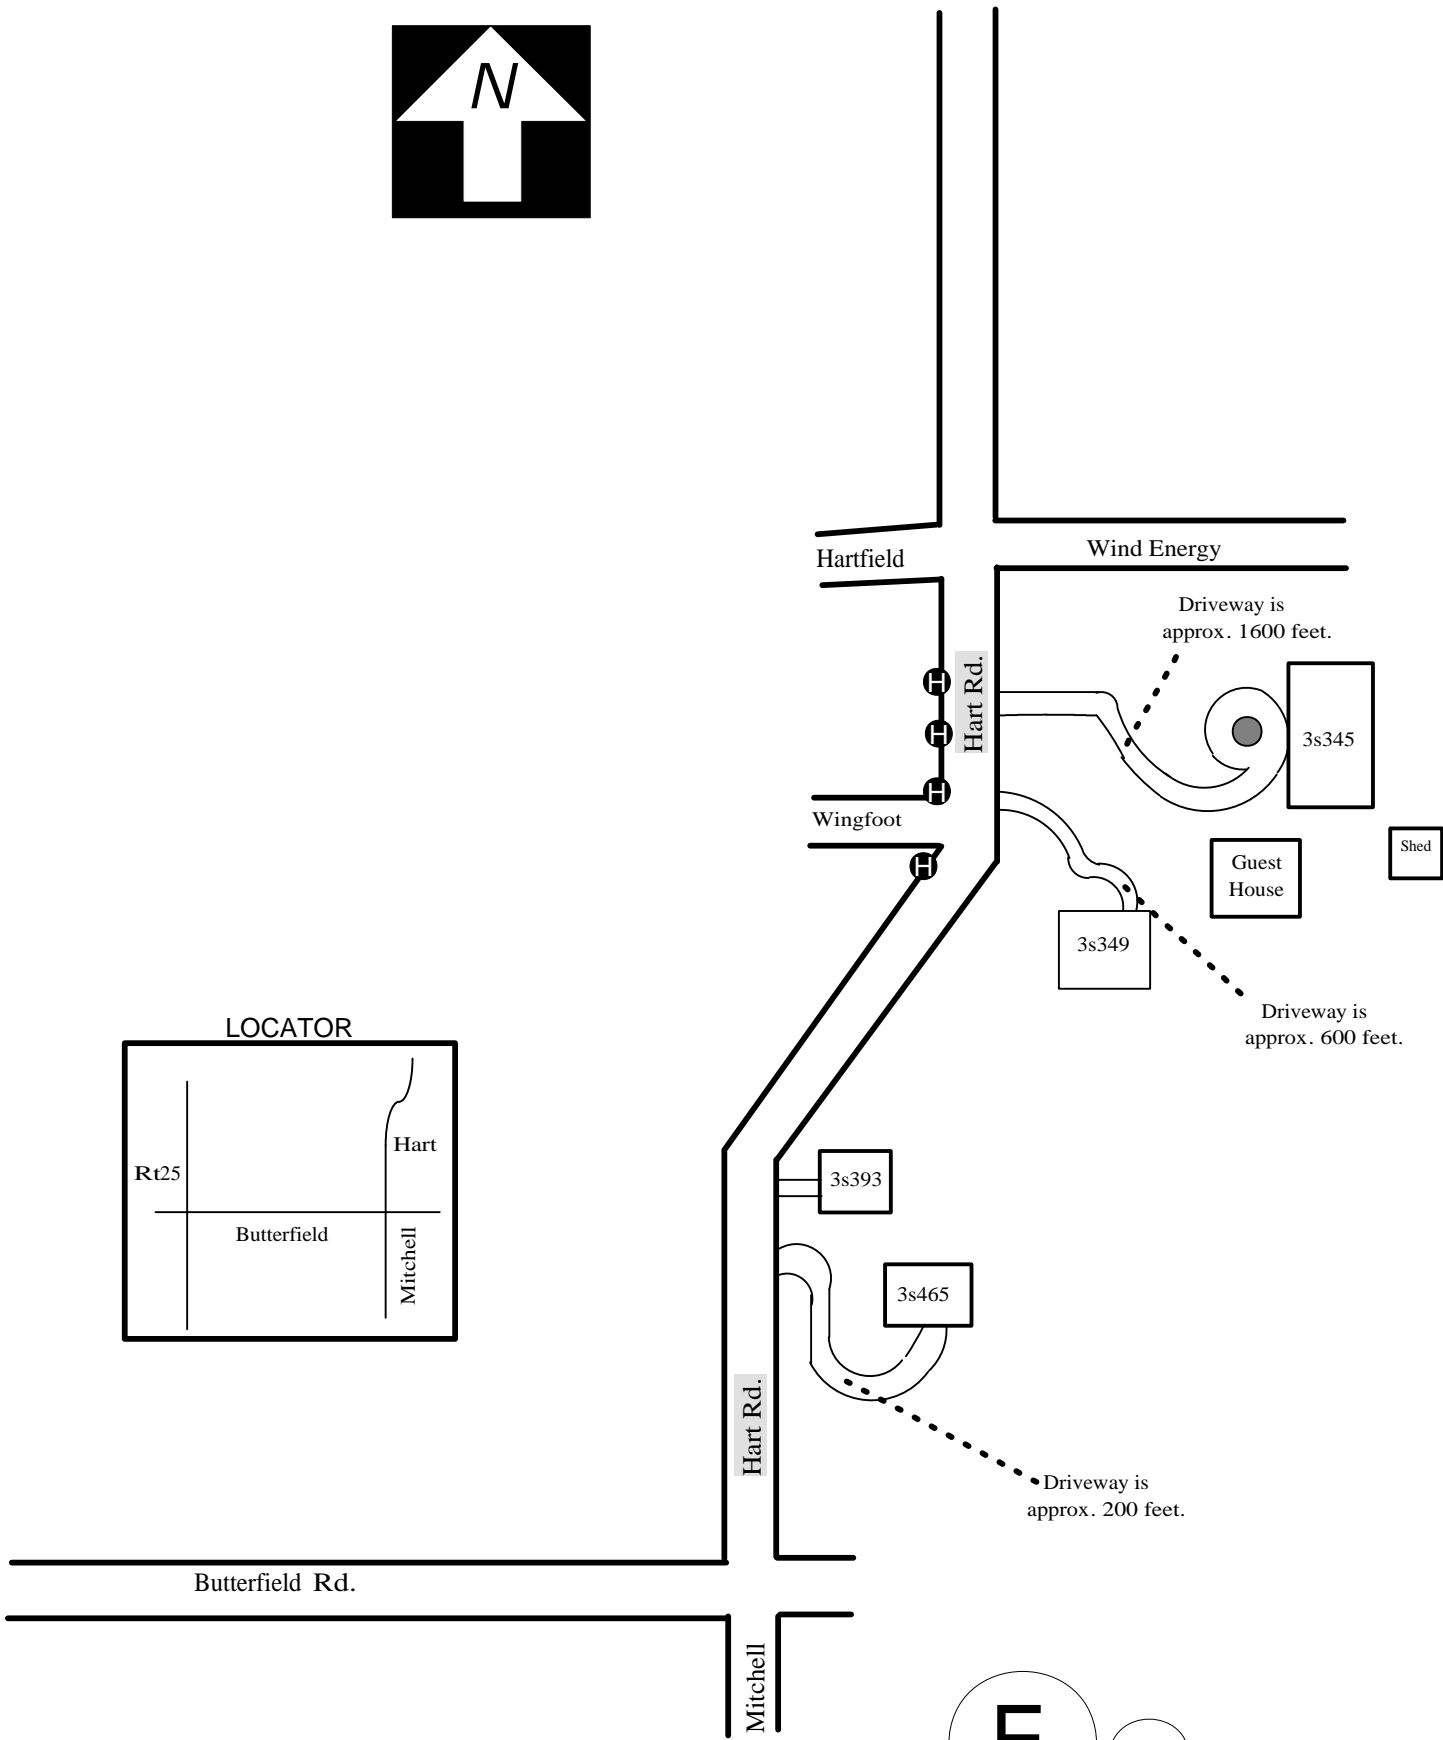 N
Hartfield
Wind Energy
Driveway is
approx. 1600 feet.
Hart Rd.
H
H
H
H
3s345
Wingfoot
Shed
Guest
House
3s349
Driveway is
approx. 600 feet.
LOCATOR
Hart
Rt25
Butterfield
Mitchell
3s393
3s465
Hart Rd.
Driveway is
approx. 200 feet.
Butterfield Rd.
Mitchell